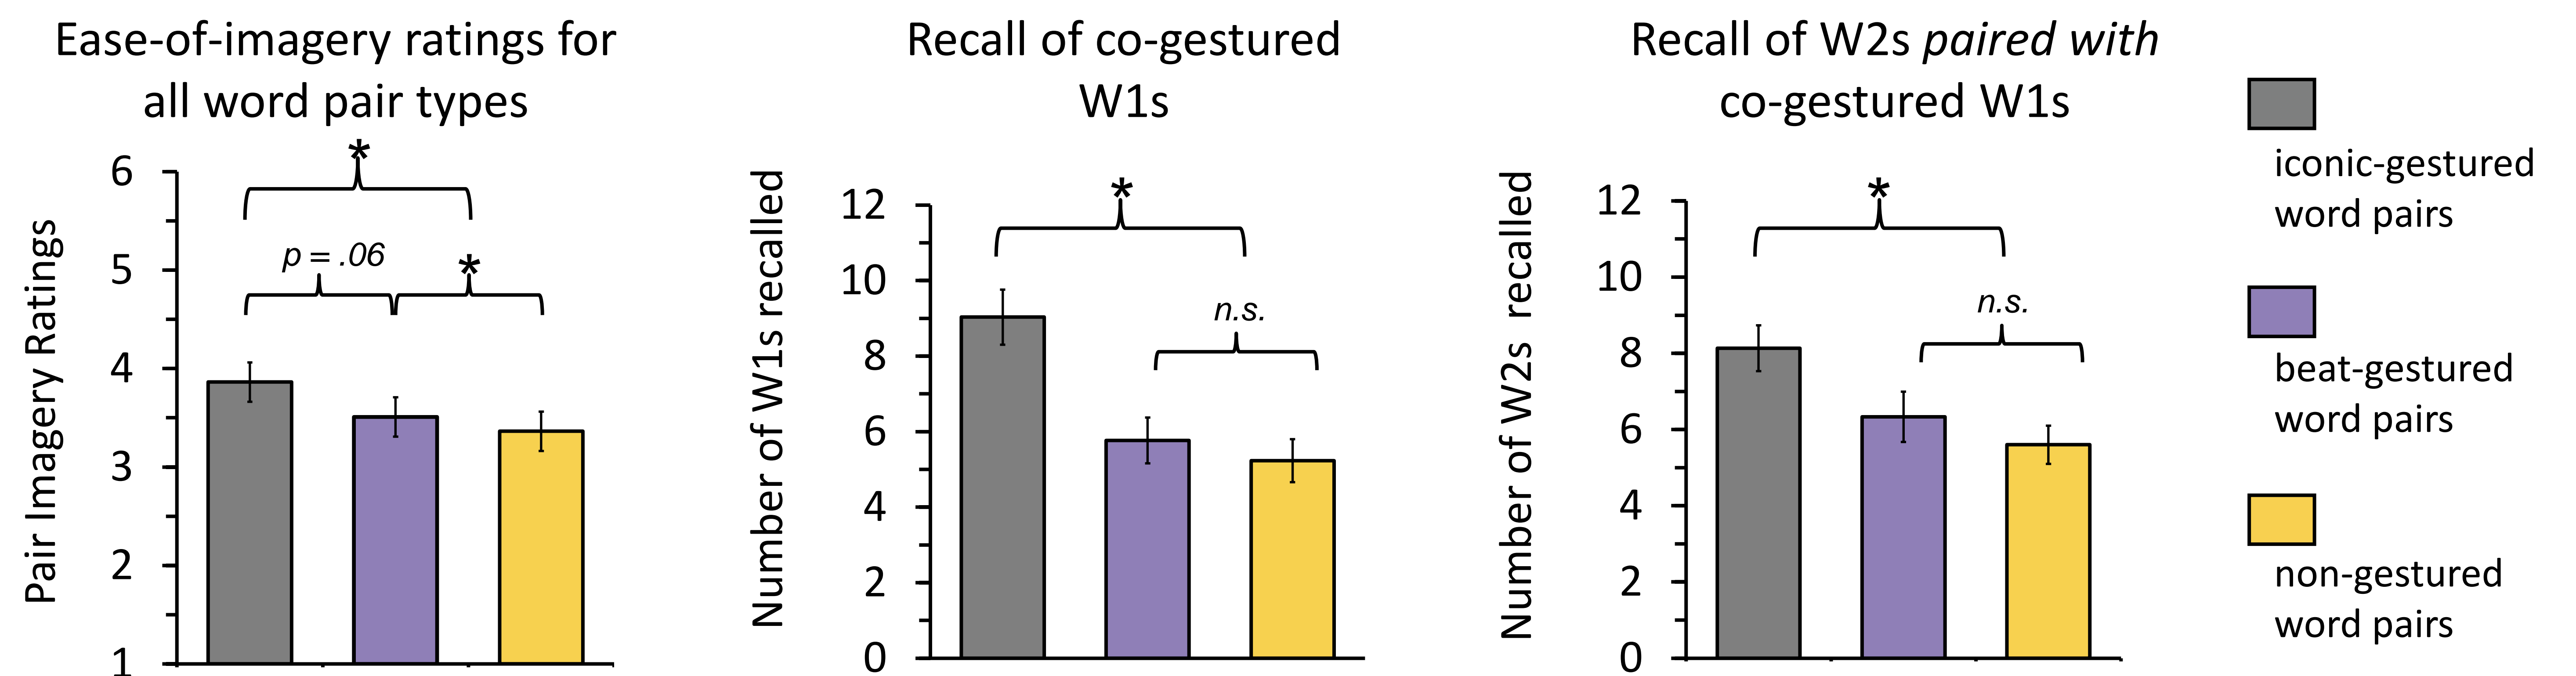 Ease-of-imagery ratings for
all word pair types
*
p = .06
*
6
5
4
3
2
1
Pair Imagery Ratings
Recall of co-gestured
W1s
*
n.s.
12
10
8
6
4
2
0
Number of W1s recalled
Recall of W2s paired with
co-gestured W1s
*
n.s.
12
10
8
6
4
2
0
Number of W2s recalled
iconic-gestured
word pairs
beat-gestured
word pairs
non-gestured
word pairs